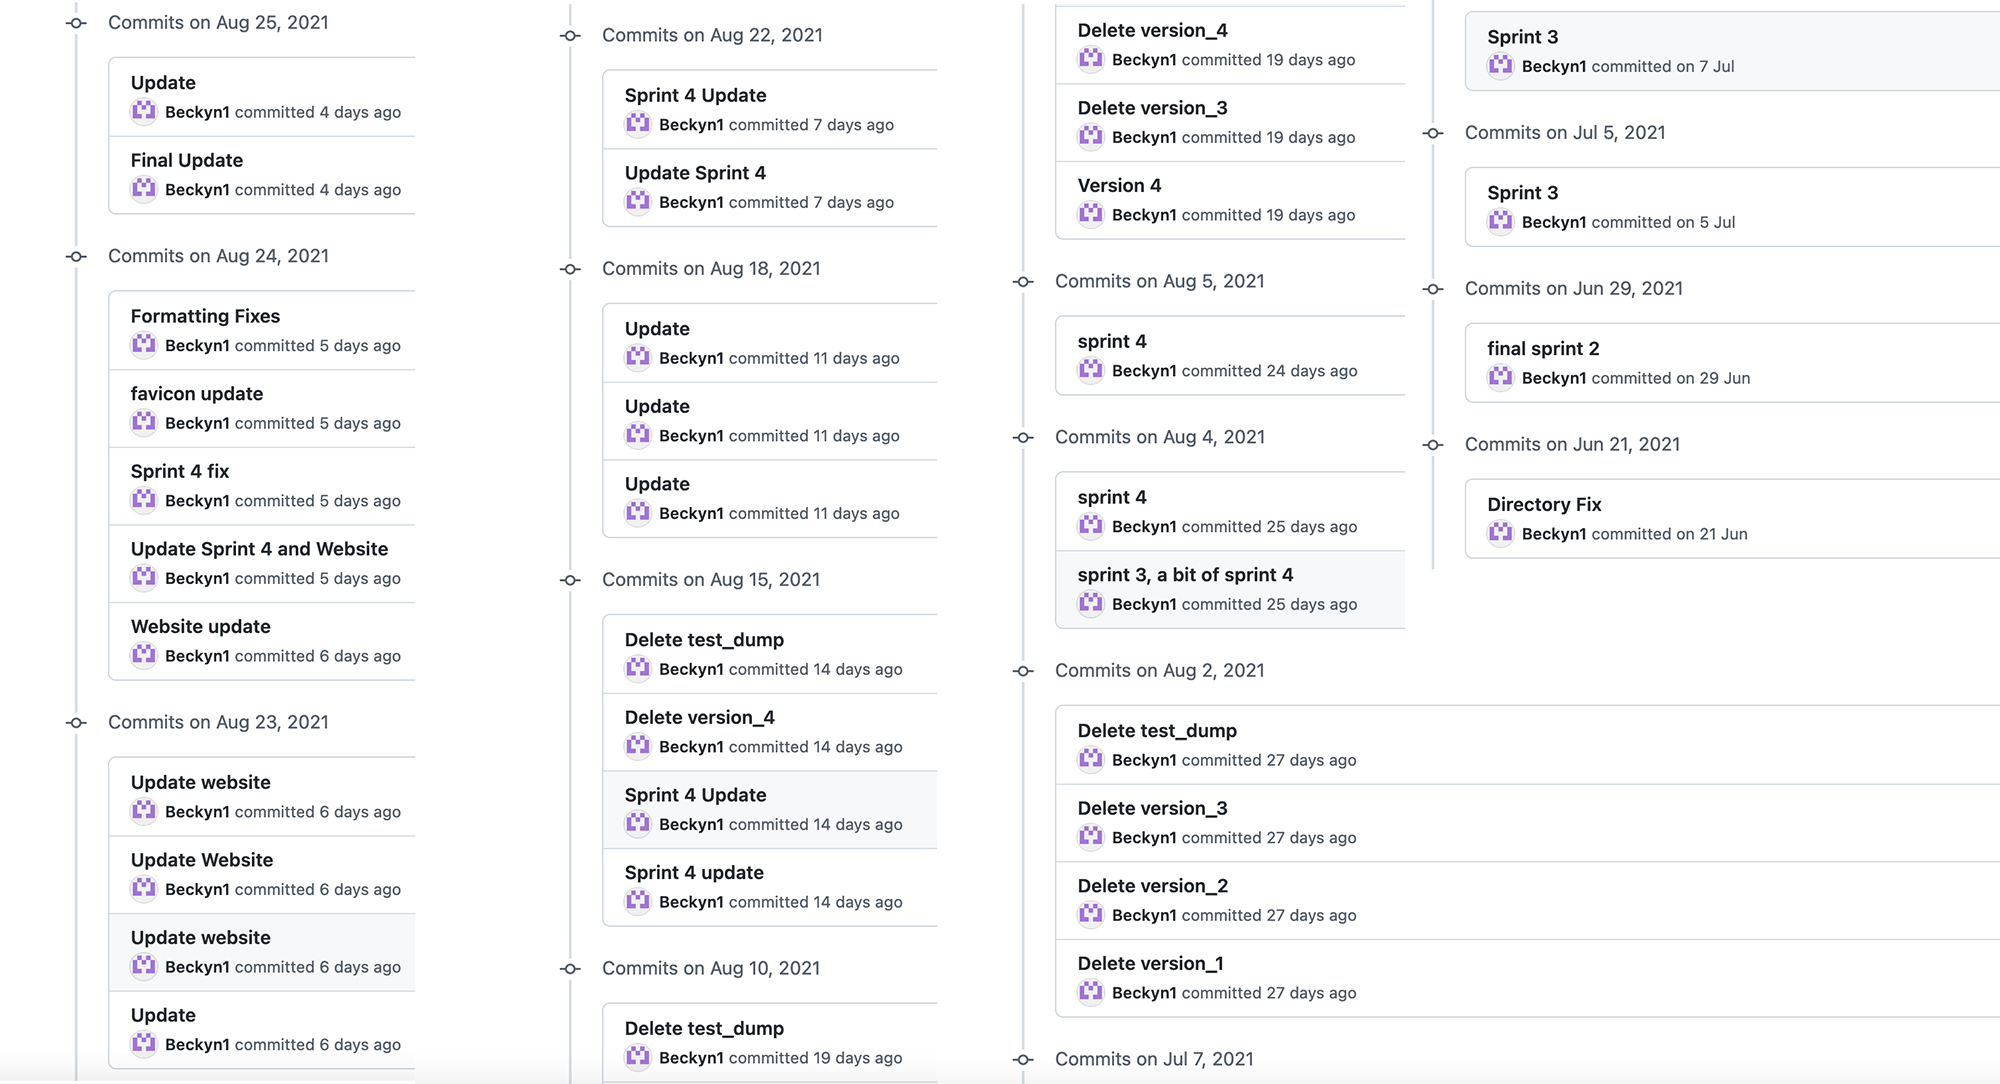 Commits on Aug 25, 2021
Update
Beckyn1 committed 4 days ago
Final Update
Beckyn1 committed 4 days ago
Commits on Aug 24, 2021
Formatting Fixes
Beckyn1 committed 5 days ago
favicon update
Beckyn1 committed 5 days ago
Sprint 4 fix
Beckyn1 committed 5 days ago
Update Sprint 4 and Website
Beckyn1 committed 5 days ago
Website update
Beckyn1 committed 6 days ago
Commits on Aug 23, 2021
Update website
Beckyn1 committed 6 days ago
Update Website
Beckyn1 committed 6 days ago
Update website
Beckyn1 committed 6 days ago
Update
Beckyn1 committed 6 days ago
Commits on Aug 22, 2021
Sprint 4 Update
Beckyn1 committed 7 days ago
Update Sprint 4
Beckyn1 committed 7 days ago
Commits on Aug 18, 2021
Update
Beckyn1 committed 11 days ago
Update
Beckyn1 committed 11 days ago
Update
Beckyn1 committed 11 days ago
Commits on Aug 15, 2021
Delete test_dump
Beckyn1 committed 14 days ago
Delete version_4
Beckyn1 committed 14 days ago
Sprint 4 Update
Beckyn1 committed 14 days ago
Sprint 4 update
Beckyn1 committed 14 days ago
Commits on Aug 10, 2021
Delete test_dump
Beckyn1 committed 19 days ago
Delete version_4
Beckyn1 committed 19 days ago
Delete version_3
Beckyn1 committed 19 days ago
Version 4
Beckyn1 committed 19 days ago
Commits on Aug 5, 2021
sprint 4
Beckyn1 committed 24 days ago
Commits on Aug 4, 2021
sprint 4
Beckyn1 committed 25 days ago
sprint 3, a bit of sprint 4
Beckyn1 committed 25 days ago
Commits on Aug 2, 2021
Delete test_dump
Beckyn1 committed 27 days ago
Delete version_3
Beckyn1 committed 27 days ago
Delete version_2
Beckyn1 committed 27 days ago
Delete version_1
Beckyn1 committed 27 days ago
Commits on Jul 7, 2021
Sprint 3
Beckyn1 committed on 7 Jul
Commits on Jul 5, 2021
Sprint 3
Beckyn1 committed on 5 Jul
Commits on Jun 29, 2021
final sprint 2
Beckyn1 committed on 29 Jun
Commits on Jun 21, 2021
Directory Fix
Beckyn1 committed on 21 Jun